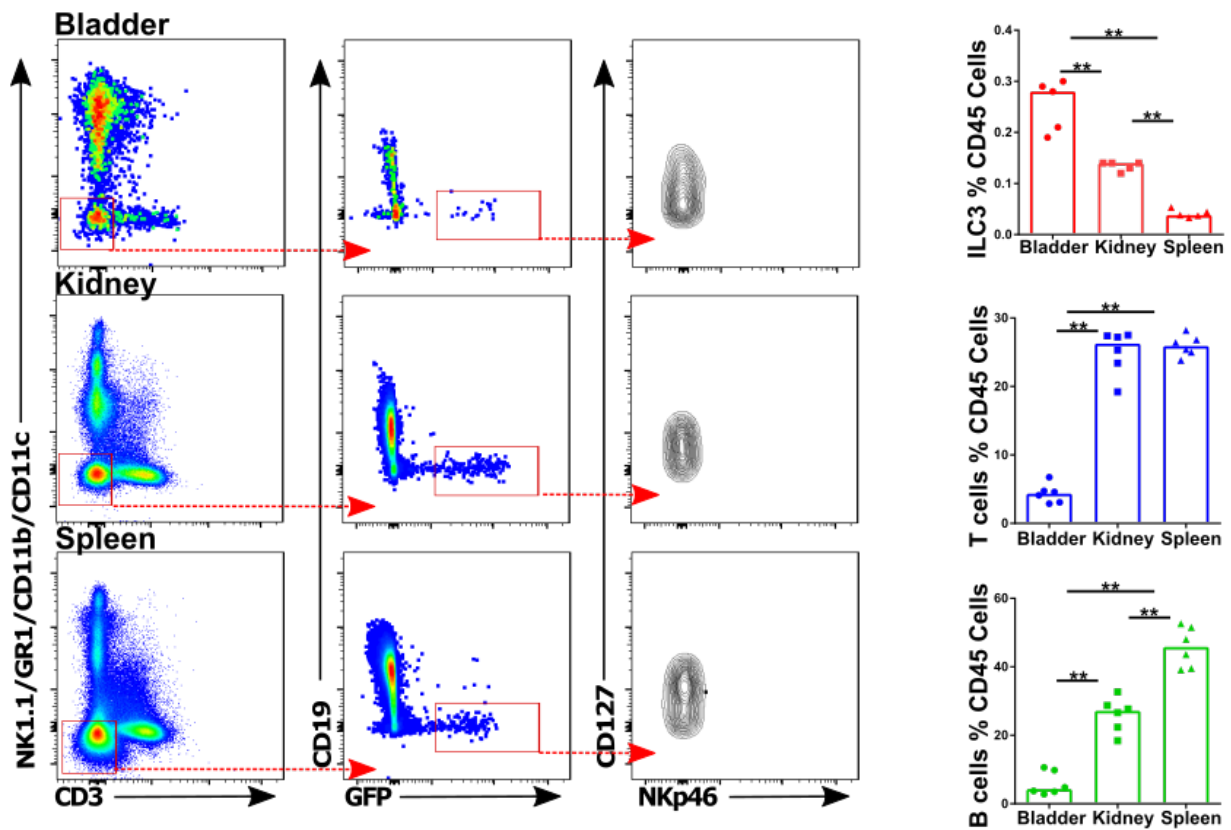 Bladder
Kidney
Spleen
NK1.1/GR1/CD11b/CD11c
CD3
CD19
GFP
CD127
NKp46
ILC3 % CD45 Cells
0.4
0.3
0.2
0.1
0.0
**
**
**
Bladder Kidney Spleen
T cells % CD45 Cells
30
20
10
0
**
**
Bladder Kidney Spleen
B cells % CD45 Cells
60
40
20
0
**
**
**
Bladder Kidney Spleen